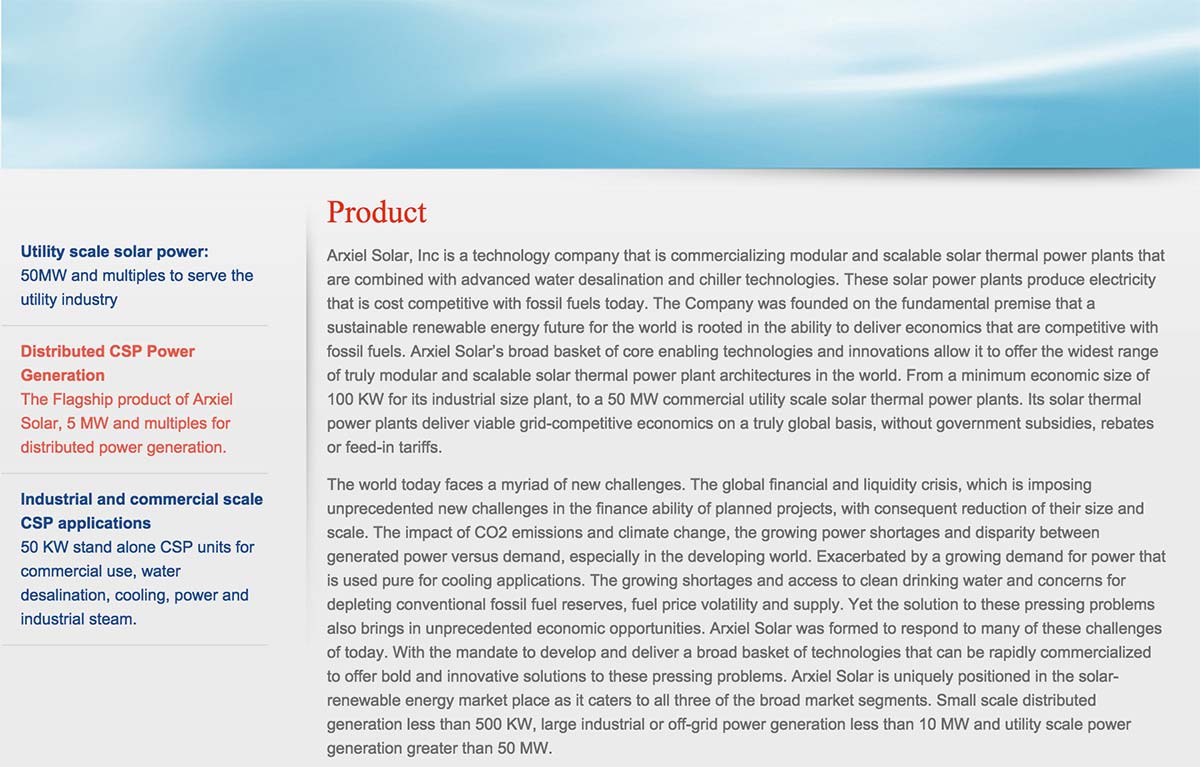 Product
Utility scale solar power:
50MW and multiples to serve the
utility industry
Distributed CSP Power
Generation
The Flagship product of Arxiel
Solar, 5 MW and multiples for
distributed power generation.
Industrial and commercial scale
CSP applications
50 KW stand alone CSP units for
commercial use, water
desalination, cooling, power and
industrial steam.
Arxiel Solar, Inc is a technology company that is commercializing modular and scalable solar thermal power plants that
are combined with advanced water desalination and chiller technologies. These solar power plants produce electricity
that is cost competitive with fossil fuels today. The Company was founded on the fundamental premise that a
sustainable renewable energy future for the world is rooted in the ability to deliver economics that are competitive with
fossil fuels. Arxiel Solar's broad basket of core enabling technologies and innovations allow it to offer the widest range
of truly modular and scalable solar thermal power plant architectures in the world. From a minimum economic size of
100 KW for its industrial size plant, to a 50 MW commercial utility scale solar thermal power plants. Its solar thermal
power plants deliver viable grid-competitive economics on a truly global basis, without government subsidies, rebates
or feed-in tariffs.
The world today faces a myriad of new challenges. The global financial and liquidity crisis, which is imposing
unprecedented new challenges in the finance ability of planned projects, with consequent reduction of their size and
scale. The impact of CO2 emissions and climate change, the growing power shortages and disparity between
generated power versus demand, especially in the developing world. Exacerbated by a growing demand for power that
is used pure for cooling applications. The growing shortages and access to clean drinking water and concerns for
depleting conventional fossil fuel reserves, fuel price volatility and supply. Yet the solution to these pressing problems
also brings in unprecedented economic opportunities. Arxiel Solar was formed to respond to many of these challenges
of today. With the mandate to develop and deliver a broad basket of technologies that can be rapidly commercialized
to offer bold and innovative solutions to these pressing problems. Arxiel Solar is uniquely positioned in the solar-
renewable energy market place as it caters to all three of the broad market segments. Small scale distributed
generation less than 500 KW, large industrial or off-grid power generation less than 10 MW and utility scale power
generation greater than 50 MW.